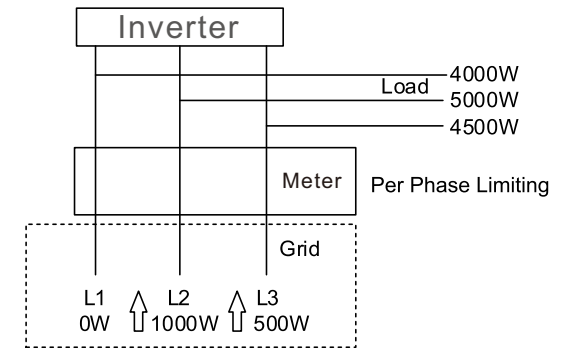 Inverter
4000W
Load
5000W
4500W
Meter
Per Phase Limiting
Grid
L1 L2 L3
0W 1000W 500W